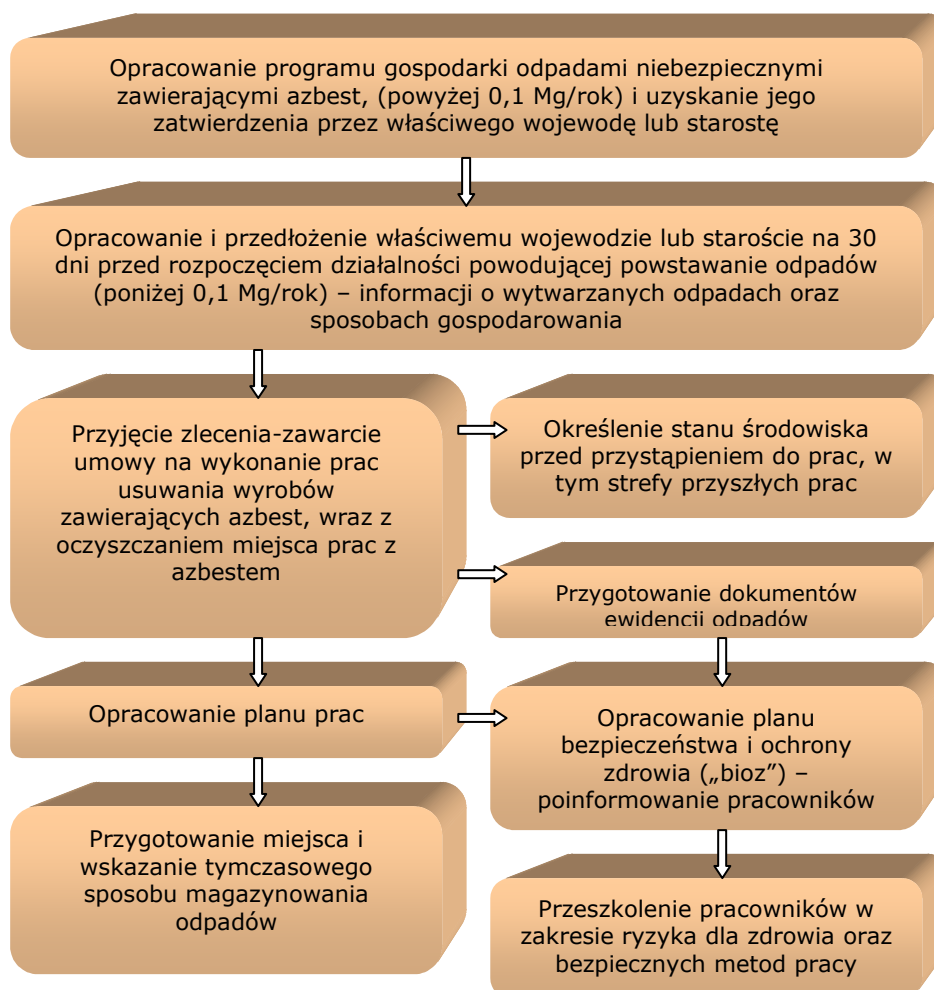 Opracowanie programu gospodarki odpadami niebezpiecznymi
zawierającymi azbest, (powyżej 0,1 Mg/rok) i uzyskanie jego
zatwierdzenia przez właściwego wojewodę lub starostę
Opracowanie i przedłożenie właściwemu wojewodzie lub staroście na 30
dni przed rozpoczęciem działalności powodującej powstawanie odpadów
(poniżej 0,1 Mg/rok) – informacji o wytwarzanych odpadach oraz
sposobach gospodarowania
Przyjęcie zlecenia-zawarcie
umowy na wykonanie prac
usuwania wyrobów
zawierających azbest, wraz z
oczyszczaniem miejsca prac z
azbestem
Określenie stanu środowiska
przed przystąpieniem do prac, w
tym strefy przyszłych prac
Przygotowanie dokumentów
ewidencji odpadów
Opracowanie planu prac
Opracowanie planu
bezpieczeństwa i ochrony
zdrowia („bioz”) –
poinformowanie pracowników
Przygotowanie miejsca i
wskazanie tymczasowego
sposobu magazynowania
odpadów
Przeszkolenie pracowników w
zakresie ryzyka dla zdrowia oraz
bezpiecznych metod pracy